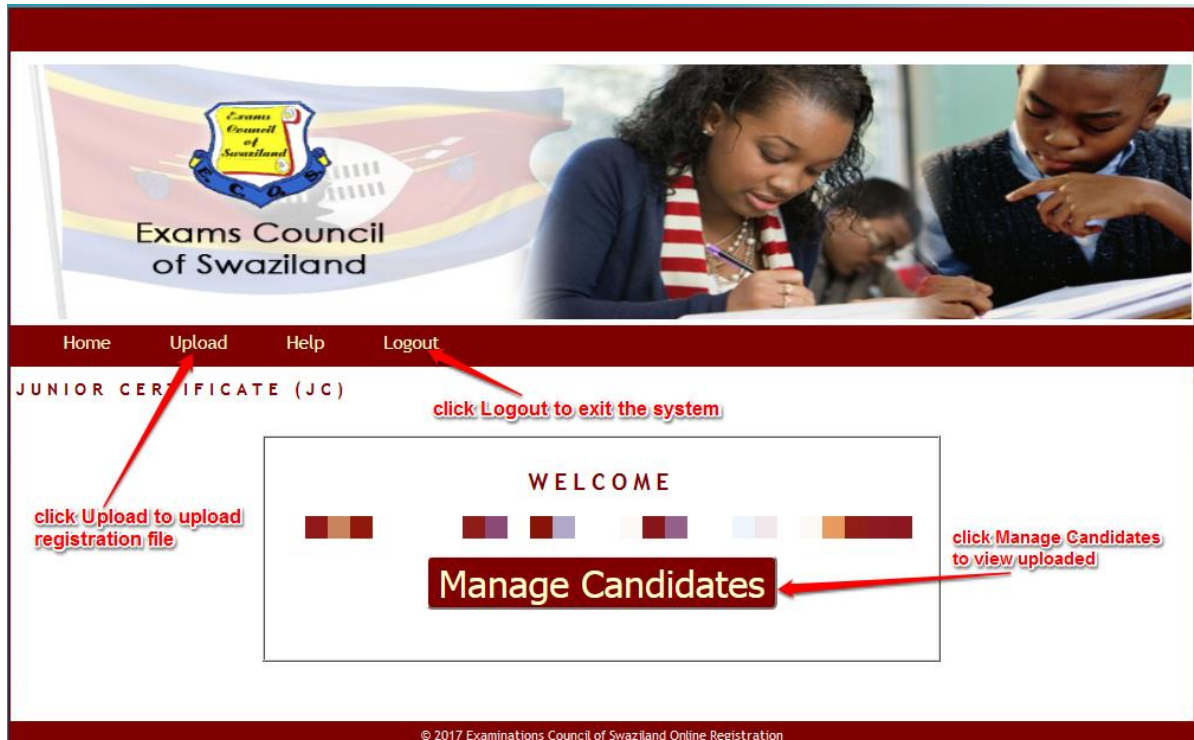 Exams
Council
of
Swaziland
E. C. O. S.
Exams Council
of Swaziland
Home Upload Help Logout
JUNIOR CERTIFICATE (JC)
click Logout to exit the system
WELCOME
click Upload to upload
registration file
click Manage Candidates
to view uploaded
Manage Candidates
© 2017 Examinations Council of Swaziland Online Registration